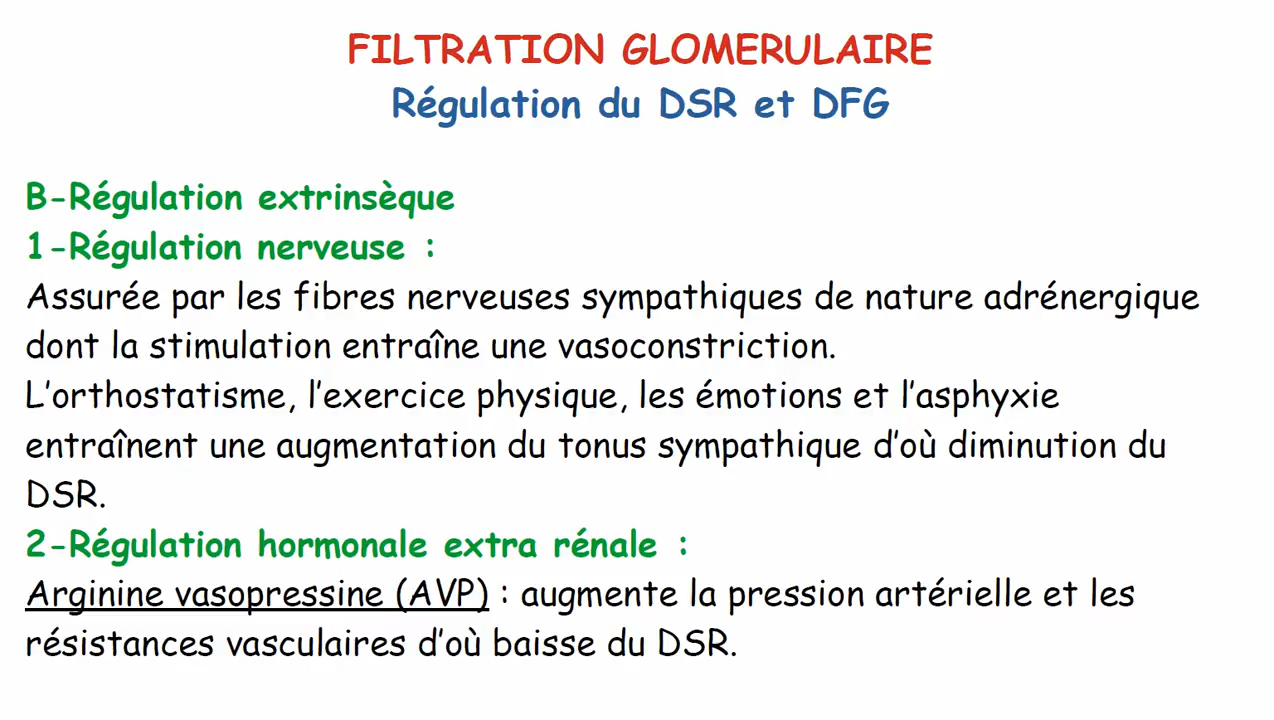 FILTRATION GLOMERULAIRE
Régulation du DSR et DFG
B-Régulation extrinsèque
1-Régulation nerveuse :
Assurée par les fibres nerveuses sympathiques de nature adrénergique
dont la stimulation entraîne une vasoconstriction.
L’orthostatisme, l’exercice physique, les émotions et l’asphyxie
entraînent une augmentation du tonus sympathique d’où diminution du
DSR.
2-Régulation hormonale extra rénale :
Arginine vasopressine (AVP) : augmente la pression artérielle et les
résistances vasculaires d’où baisse du DSR.